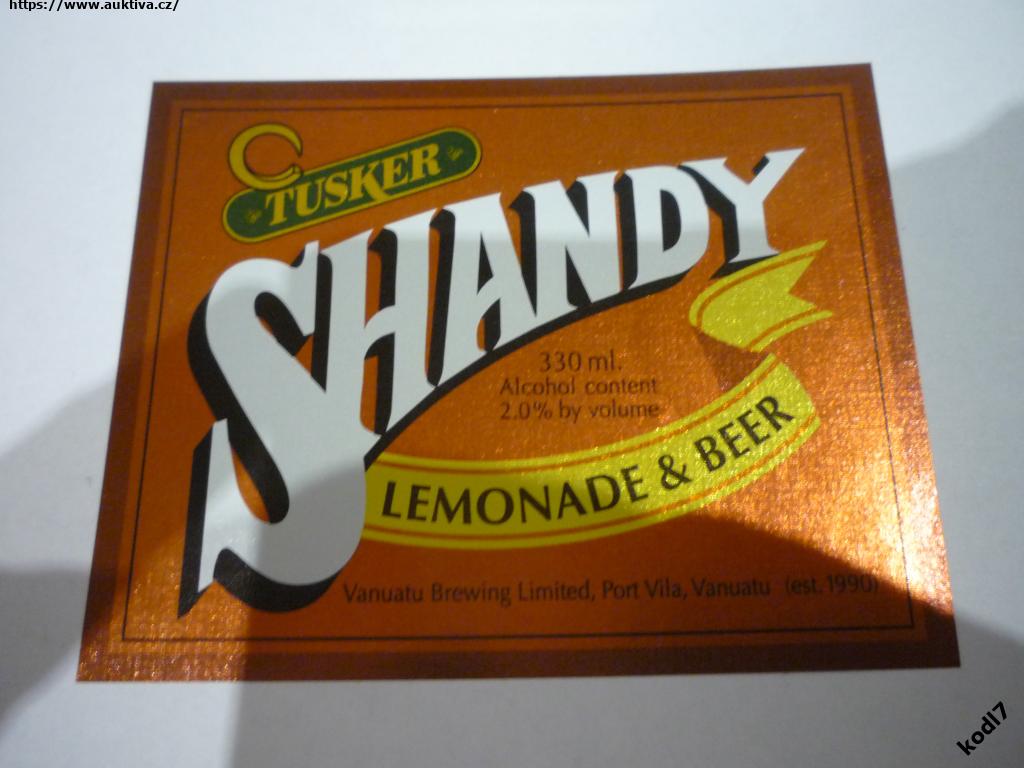 https://www.auktiva.cz/
TUSKER
SHANDY
330 ml.
Alcohol content
2.0% by volume
LEMONADE & BEER
Vanuatu Brewing Limited, Port Vila, Vanuatu (est. 1990)
kodl7